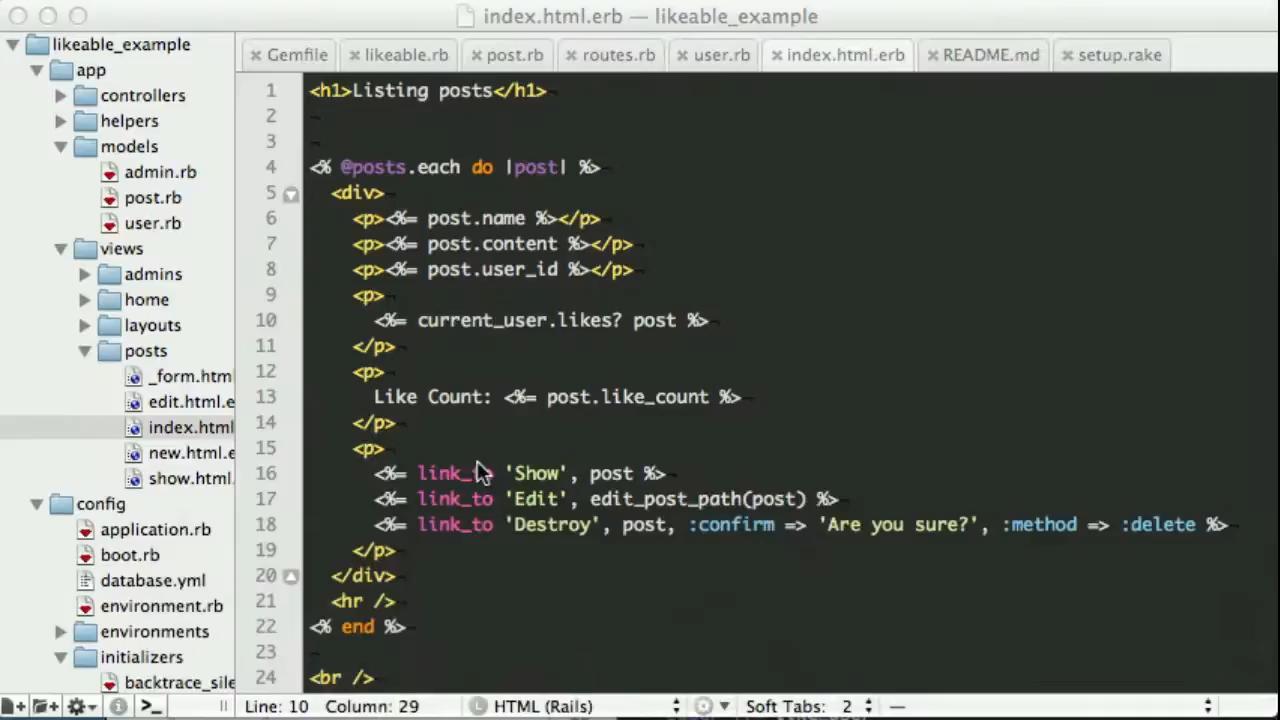 index.html.erb — likeable_example
likeable_example
app
controllers
helpers
models
admin.rb
post.rb
user.rb
views
admins
home
layouts
posts
_form.html
edit.html.e
index.html
new.html.e
show.html.
config
application.rb
boot.rb
database.yml
environment.rb
environments
initializers
backtrace_sile
Gemfile likeable.rb post.rb routes.rb user.rb index.html.erb README.md setup.rake
1 <h1>Listing posts</h1>
2
3
4 <% @posts.each do |post| %>
5 <div>
6 <p><%= post.name %></p>
7 <p><%= post.content %></p>
8 <p><%= post.user_id %></p>
9 <p>
10 <%= current_user.likes? post %>
11 </p>
12 <p>
13 Like Count: <%= post.like_count %>
14 </p>
15 <p>
16 <%= link_to 'Show', post %>
17 <%= link_to 'Edit', edit_post_path(post) %>
18 <%= link_to 'Destroy', post, :confirm => 'Are you sure?', :method => :delete %>
19 </p>
20 </div>
21 <hr />
22 <% end %>
23
24 <br />
Line: 10 Column: 29 L HTML (Rails) Soft Tabs: 2 —